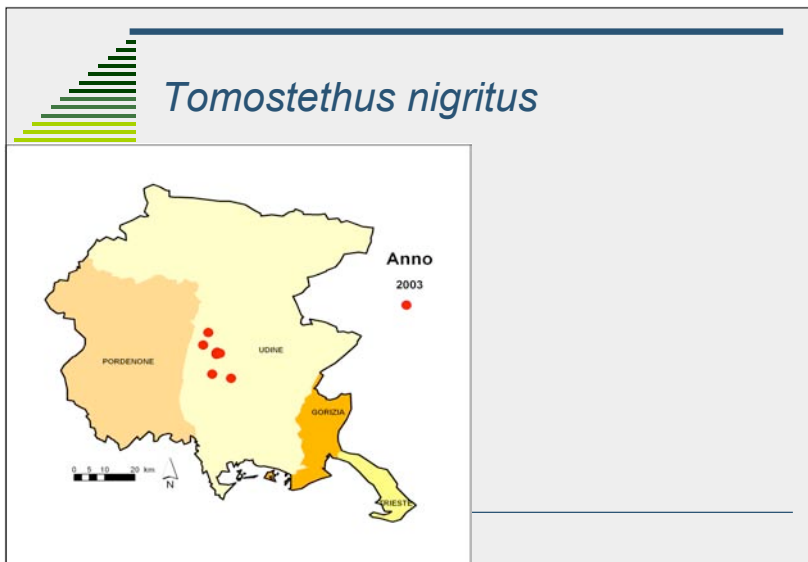 Tomostethus nigritus
Anno
2003
UDINE
PORDENONE
GORIZIA
0 5 10 20 km
N
TRIESTE